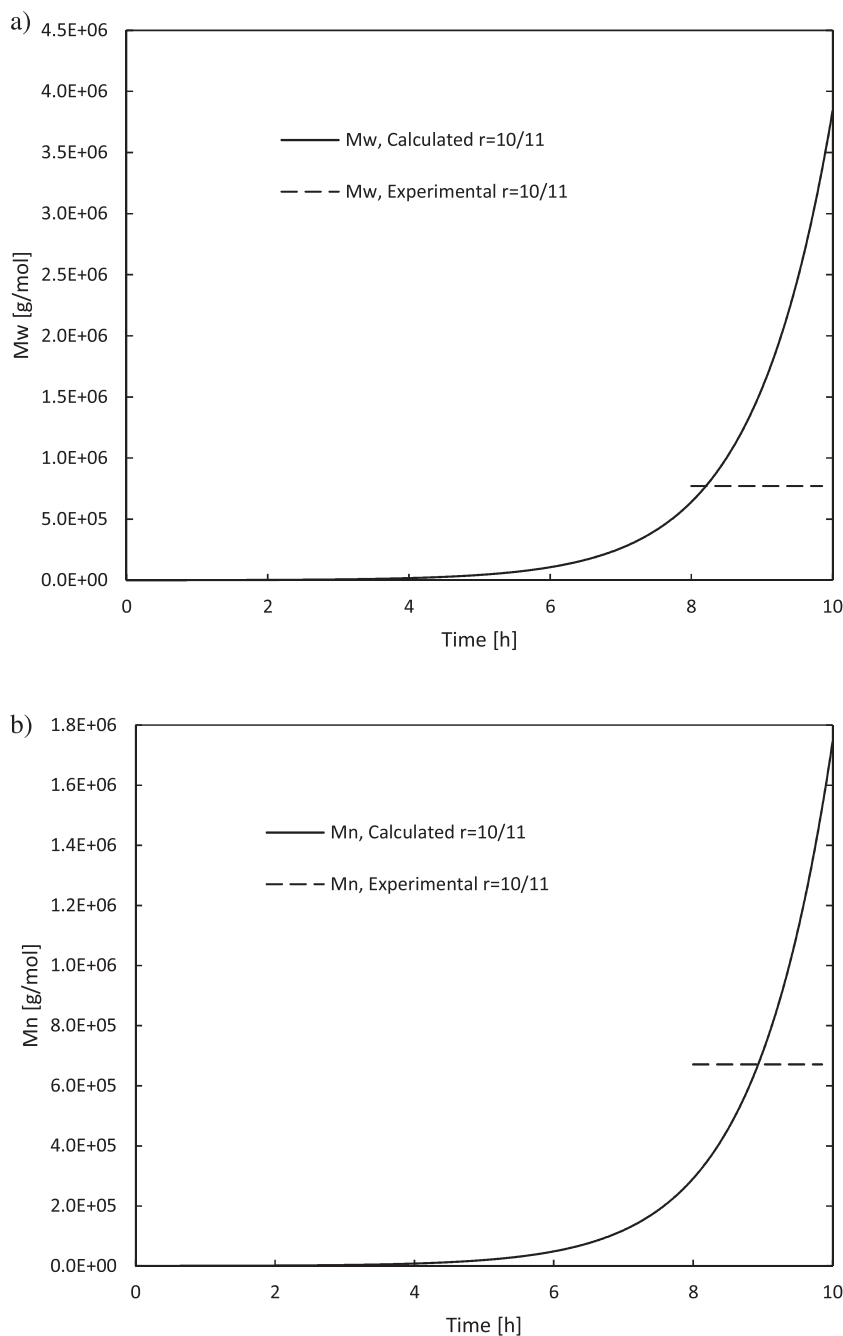 a)
4.5E+06
4.0E+06
3.5E+06
3.0E+06
2.5E+06
2.0E+06
1.5E+06
1.0E+06
5.0E+05
0.0E+00
Mw [g/mol]
Mw, Calculated r=10/11
Mw, Experimental r=10/11
0 2 4 6 8 10
Time [h]
b)
1.8E+06
1.6E+06
1.4E+06
1.2E+06
1.0E+06
8.0E+05
6.0E+05
4.0E+05
2.0E+05
0.0E+00
Mn [g/mol]
Mn, Calculated r=10/11
Mn, Experimental r=10/11
0 2 4 6 8 10
Time [h]